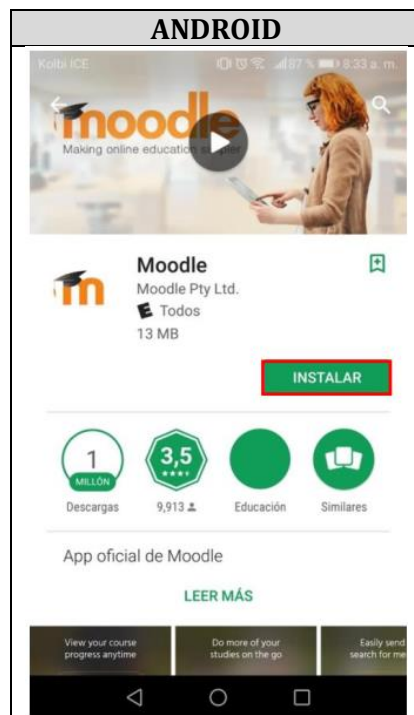 ANDROID
Kolbi ICE 87 % 8:33 a. m.
moodle
Making online education simpler
Moodle
Moodle Pty Ltd.
E Todos
13 MB
INSTALAR
1
MILLÓN
Descargas
3,5
9,913
Educación
Similares
App oficial de Moodle
LEER MÁS
View your course
progress anytime
Do more of your
studies on the go
Easily send
search for me